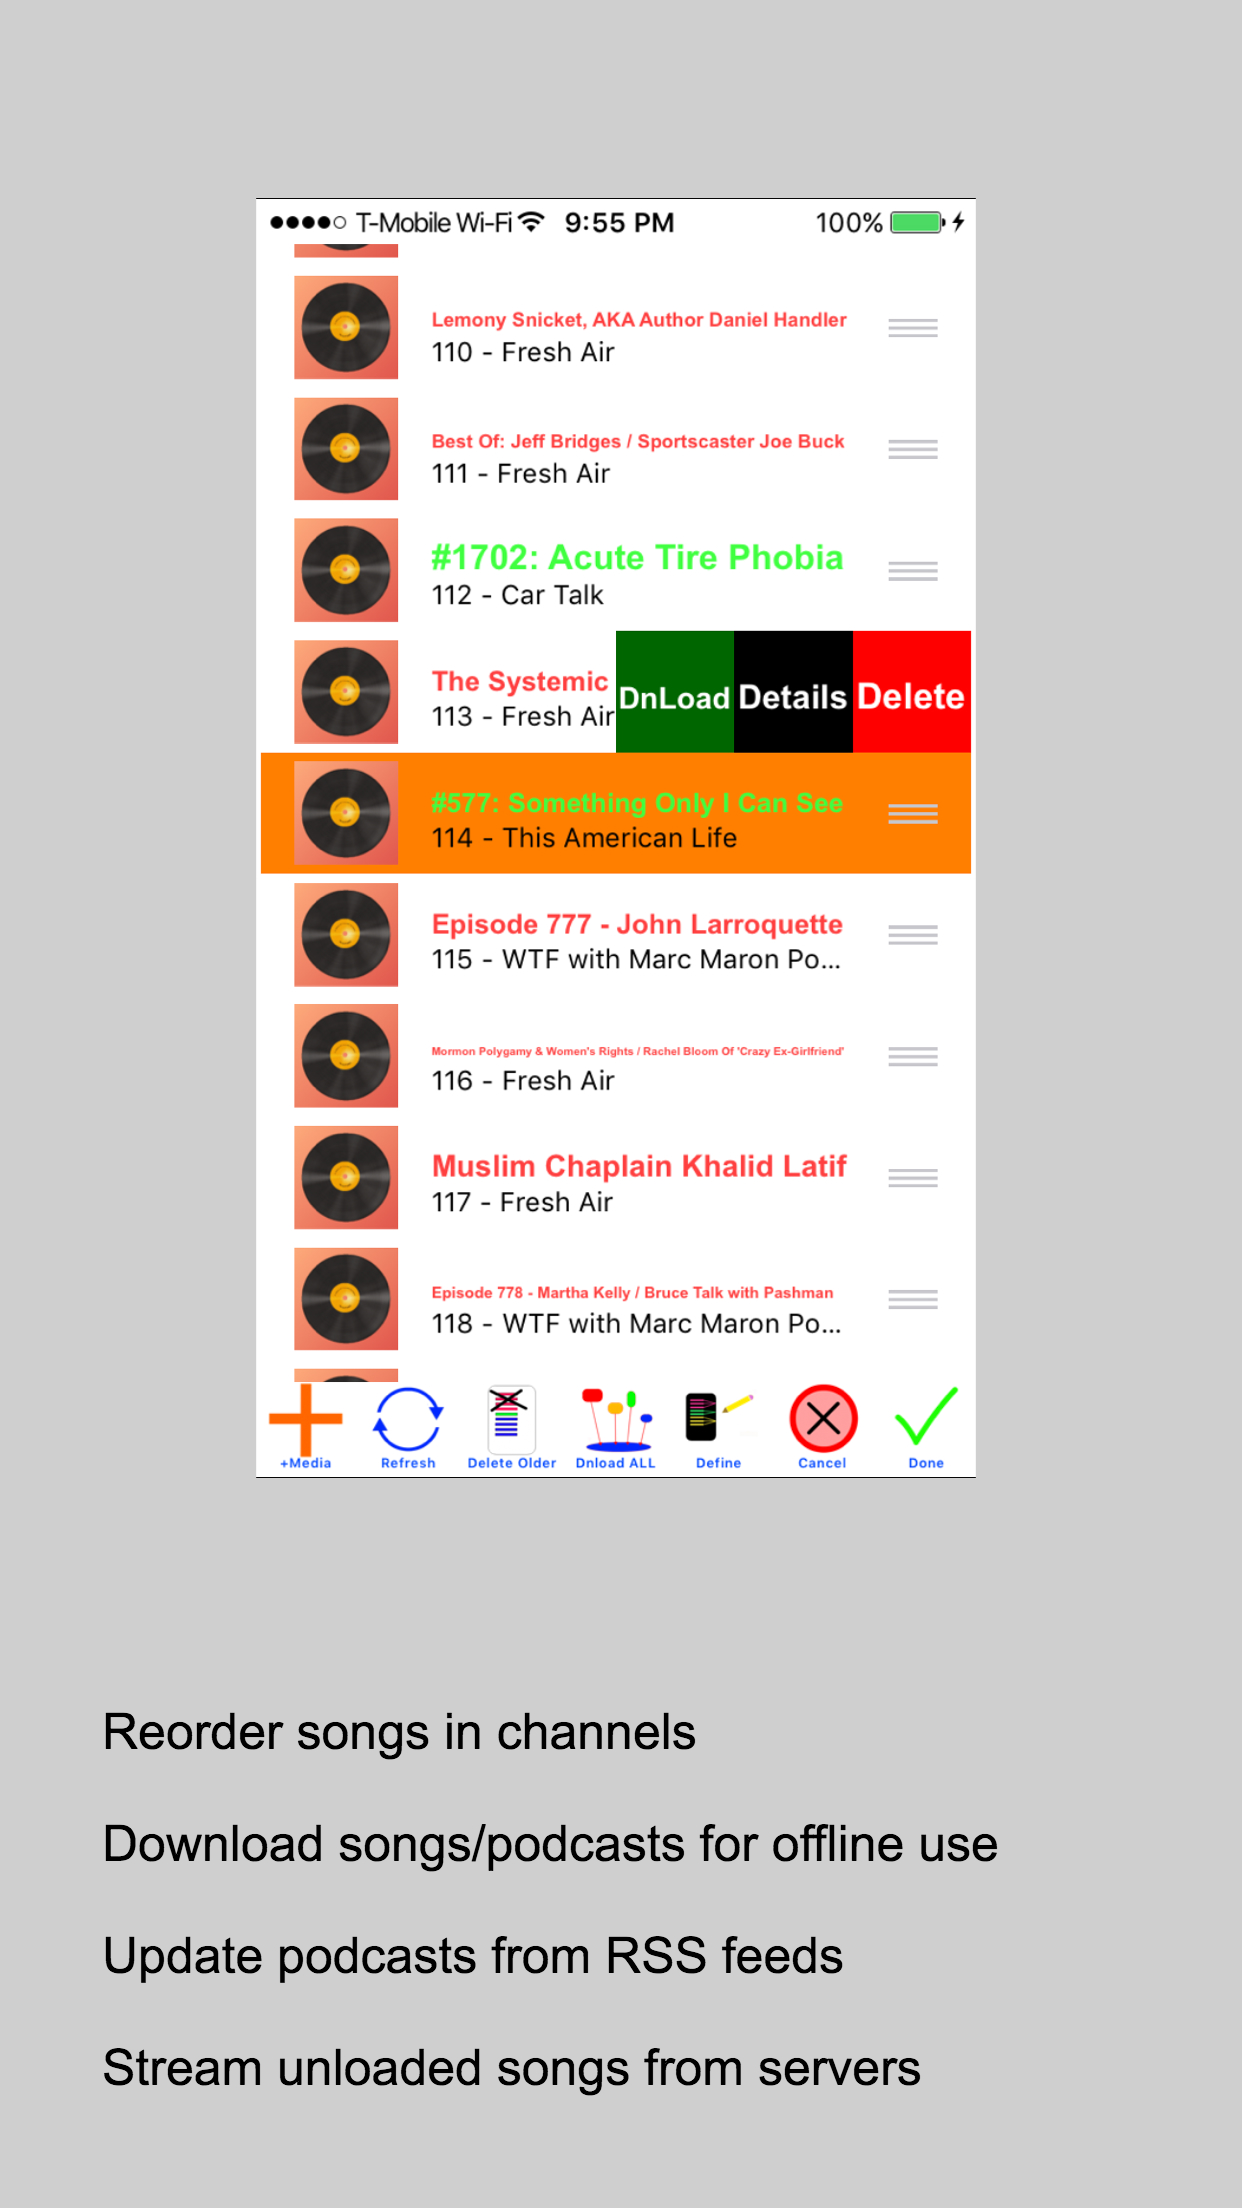 T-Mobile Wi-Fi 9:55 PM 100%
Lemony Snicket, AKA Author Daniel Handler
110 - Fresh Air
Best Of: Jeff Bridges / Sportscaster Joe Buck
111 - Fresh Air
#1702: Acute Tire Phobia
112 - Car Talk
The Systemic
113 - Fresh Air
DnLoad Details Delete
#577: Something Only I Can See
114 - This American Life
Episode 777 - John Larroquette
115 - WTF with Marc Maron Po...
Mormon Polygamy & Women's Rights / Rachel Bloom Of 'Crazy Ex-Girlfriend'
116 - Fresh Air
Muslim Chaplain Khalid Latif
117 - Fresh Air
Episode 778 - Martha Kelly / Bruce Talk with Pashman
118 - WTF with Marc Maron Po...
+Media Refresh Delete Older Dnload ALL Define Cancel Done
Reorder songs in channels
Download songs/podcasts for offline use
Update podcasts from RSS feeds
Stream unloaded songs from servers